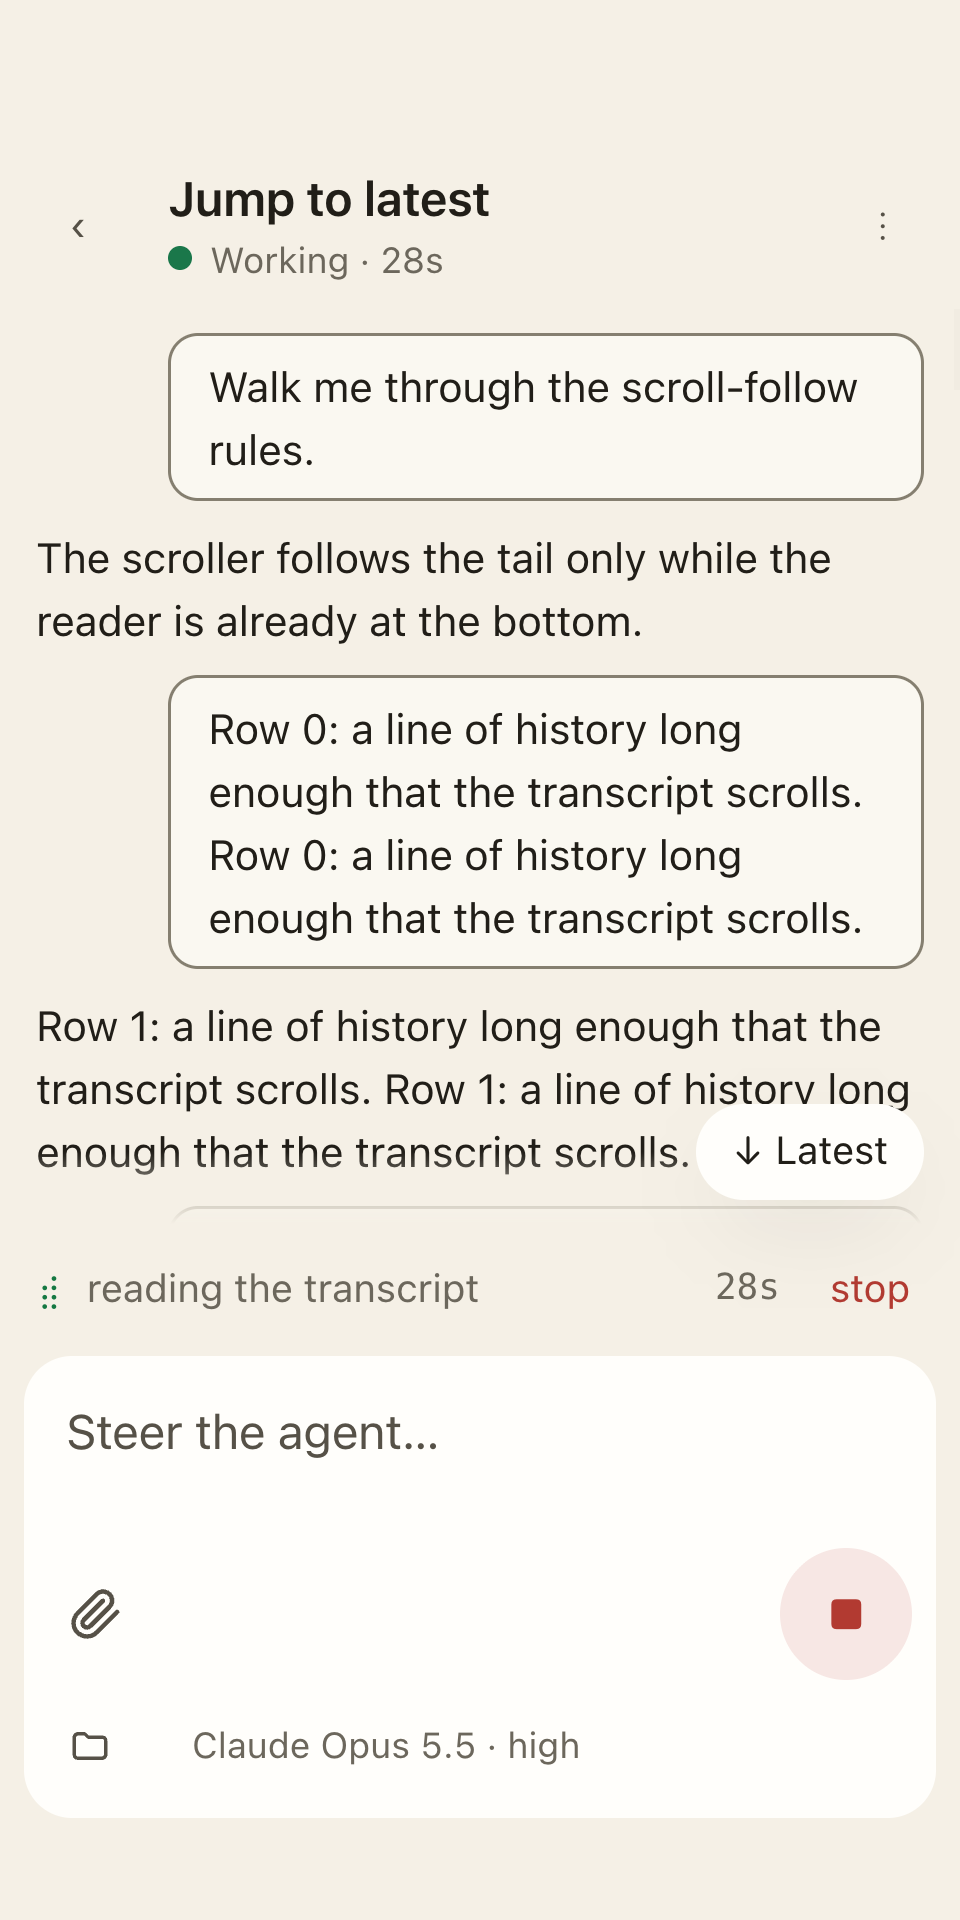 Jump to latest
Working · 28s
Walk me through the scroll-follow
rules.
The scroller follows the tail only while the
reader is already at the bottom.
Row 0: a line of history long
enough that the transcript scrolls.
Row 0: a line of history long
enough that the transcript scrolls.
Row 1: a line of history long enough that the
transcript scrolls. Row 1: a line of history long
enough that the transcript scrolls.
↓ Latest
reading the transcript 28s stop
Steer the agent...
Claude Opus 5.5 · high